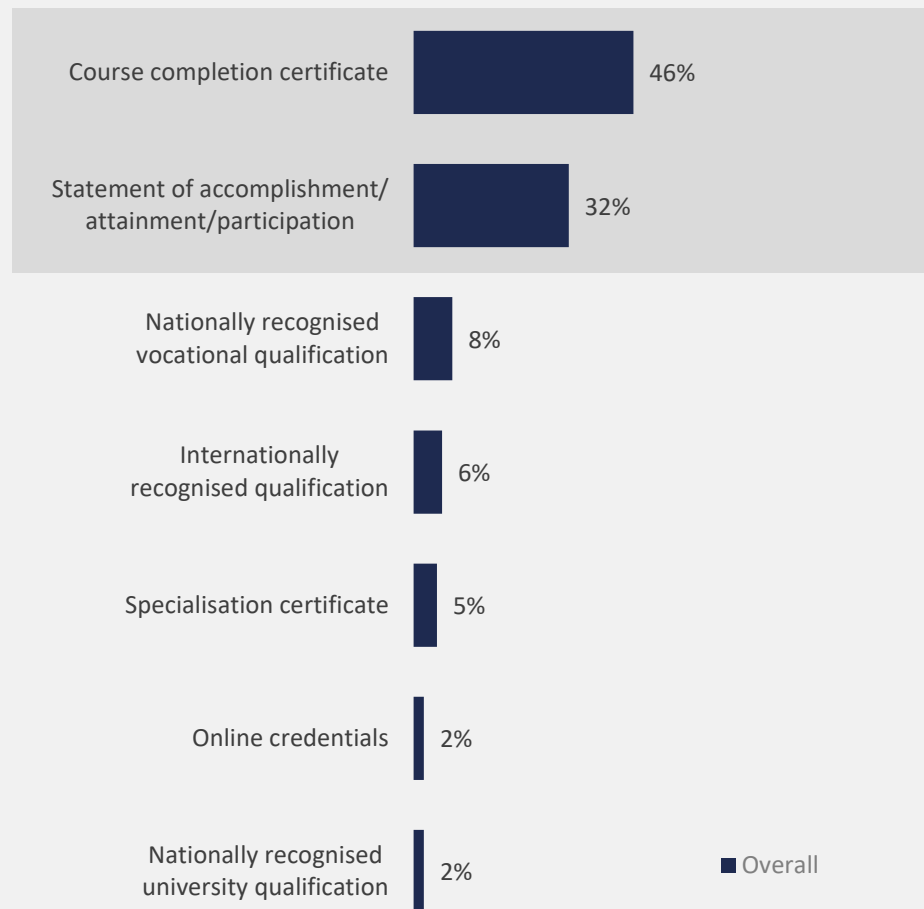 Course completion certificate
46%
Statement of accomplishment/
attainment/participation
32%
Nationally recognised
vocational qualification
8%
Internationally
recognised qualification
6%
Specialisation certificate
5%
Online credentials
2%
Nationally recognised
university qualification
2%
Overall